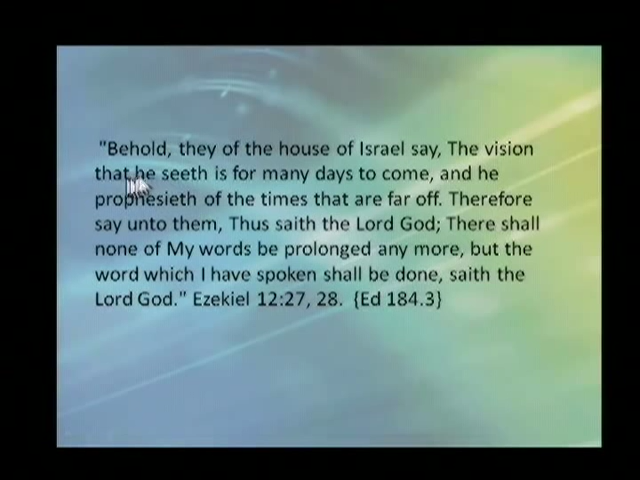 "Behold, they of the house of Israel say, The vision
that he seeth is for many days to come, and he
prophesieth of the times that are far off. Therefore
say unto them, Thus saith the Lord God; There shall
none of My words be prolonged any more, but the
word which I have spoken shall be done, saith the
Lord God." Ezekiel 12:27, 28. {Ed 184.3}